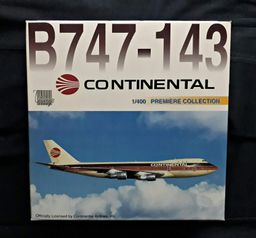 B747-143
CONTINENTAL
1/400 PREMIERE COLLECTION
CONTINENTAL
Officially Licensed by Continental Airlines, Inc.